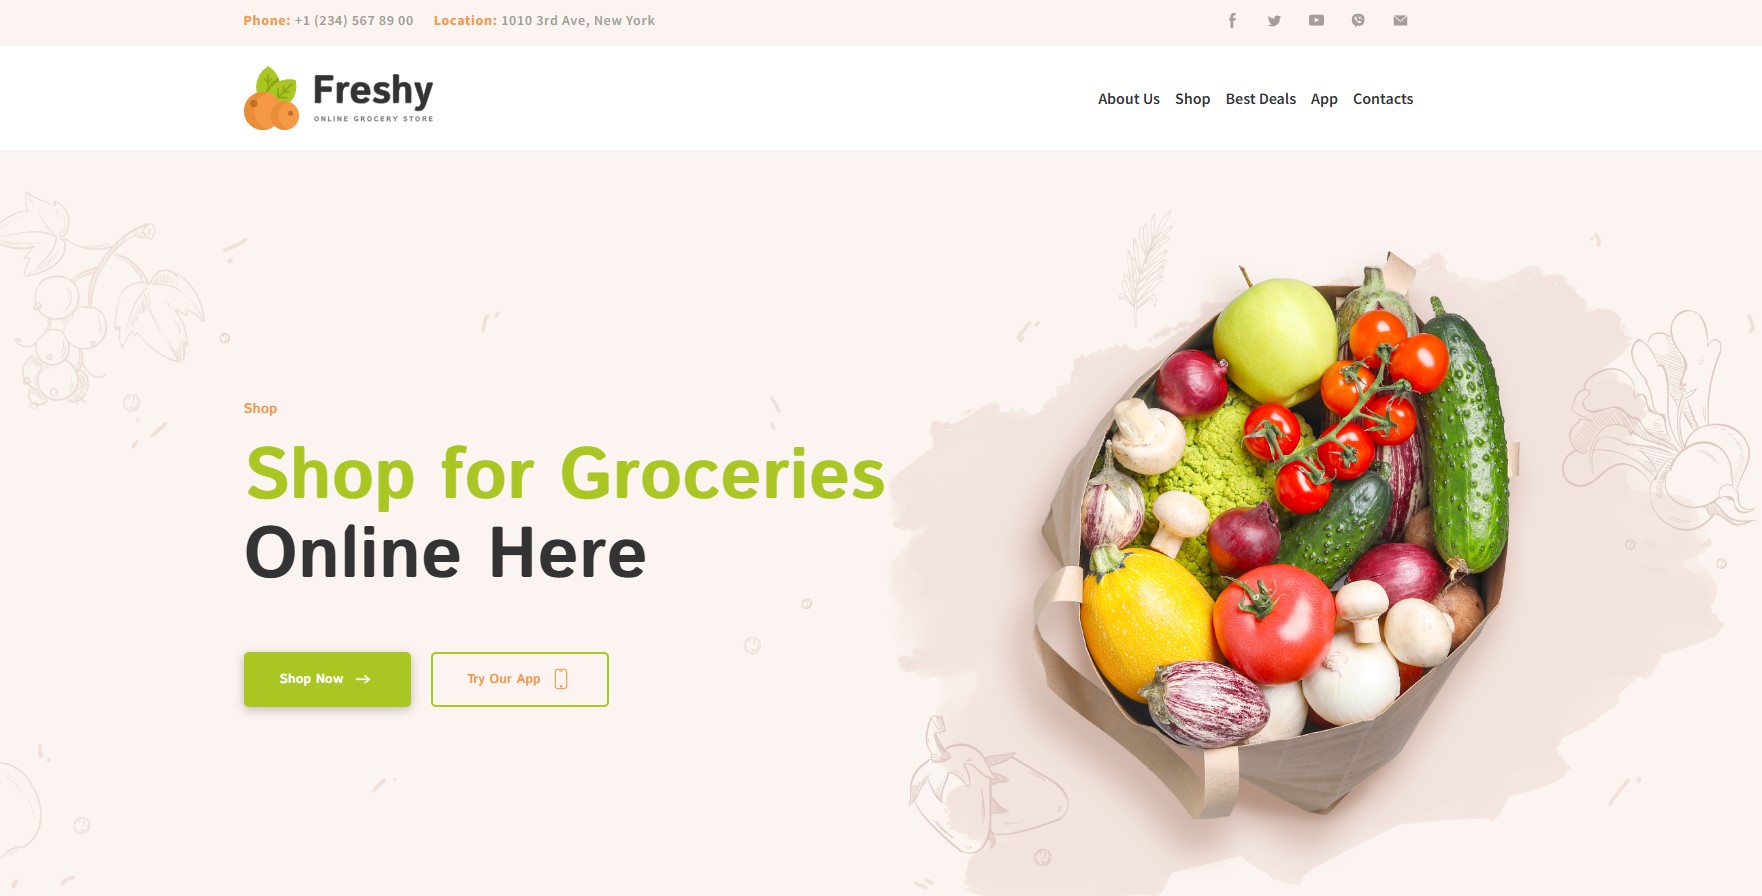 Phone: +1 (234) 567 89 00 Location: 1010 3rd Ave, New York
Freshy
ONLINE GROCERY STORE
About Us Shop Best Deals App Contacts
Shop
Shop for Groceries
Online Here
Shop Now
Try Our App